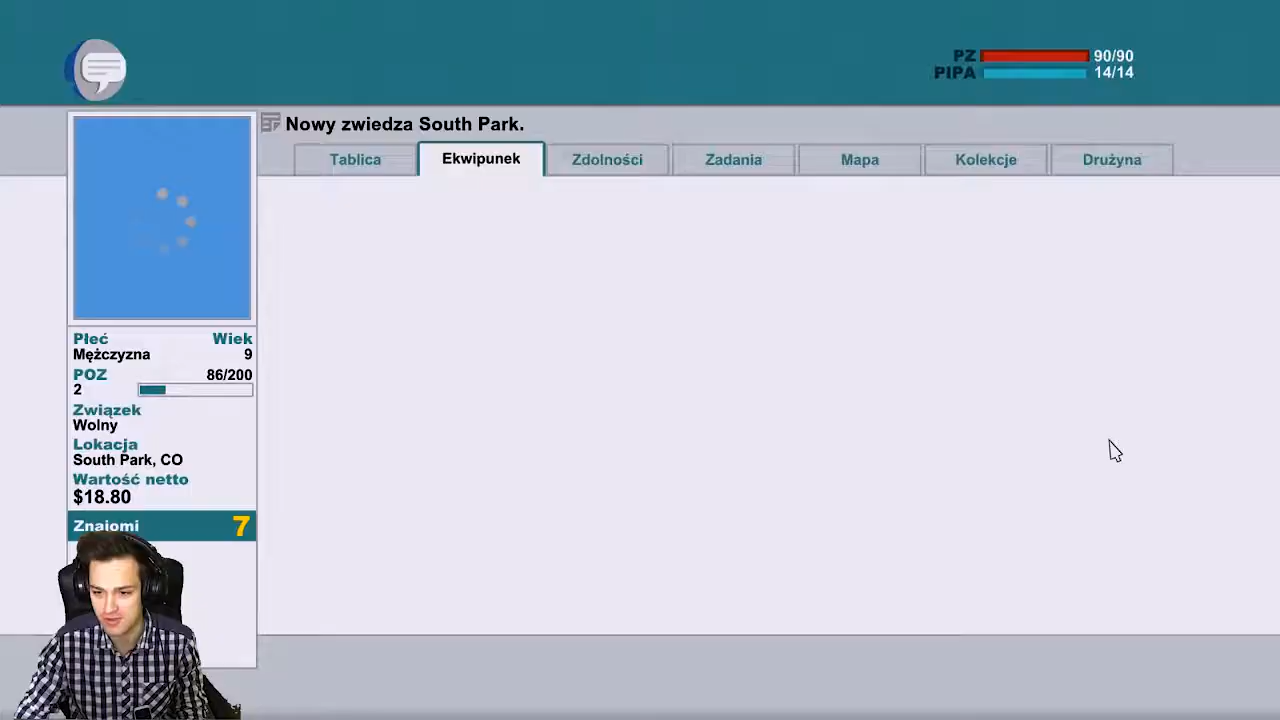 PZ 90/90
PIPA 14/14
Nowy zwiedza South Park.
Tablica Ekwipunek Zdolności Zadania Mapa Kolekcje Drużyna
Płeć Wiek
Mężczyzna 9
POZ 86/200
2
Związek
Wolny
Lokacja
South Park, CO
Wartość netto
$18.80
Znajomi 7